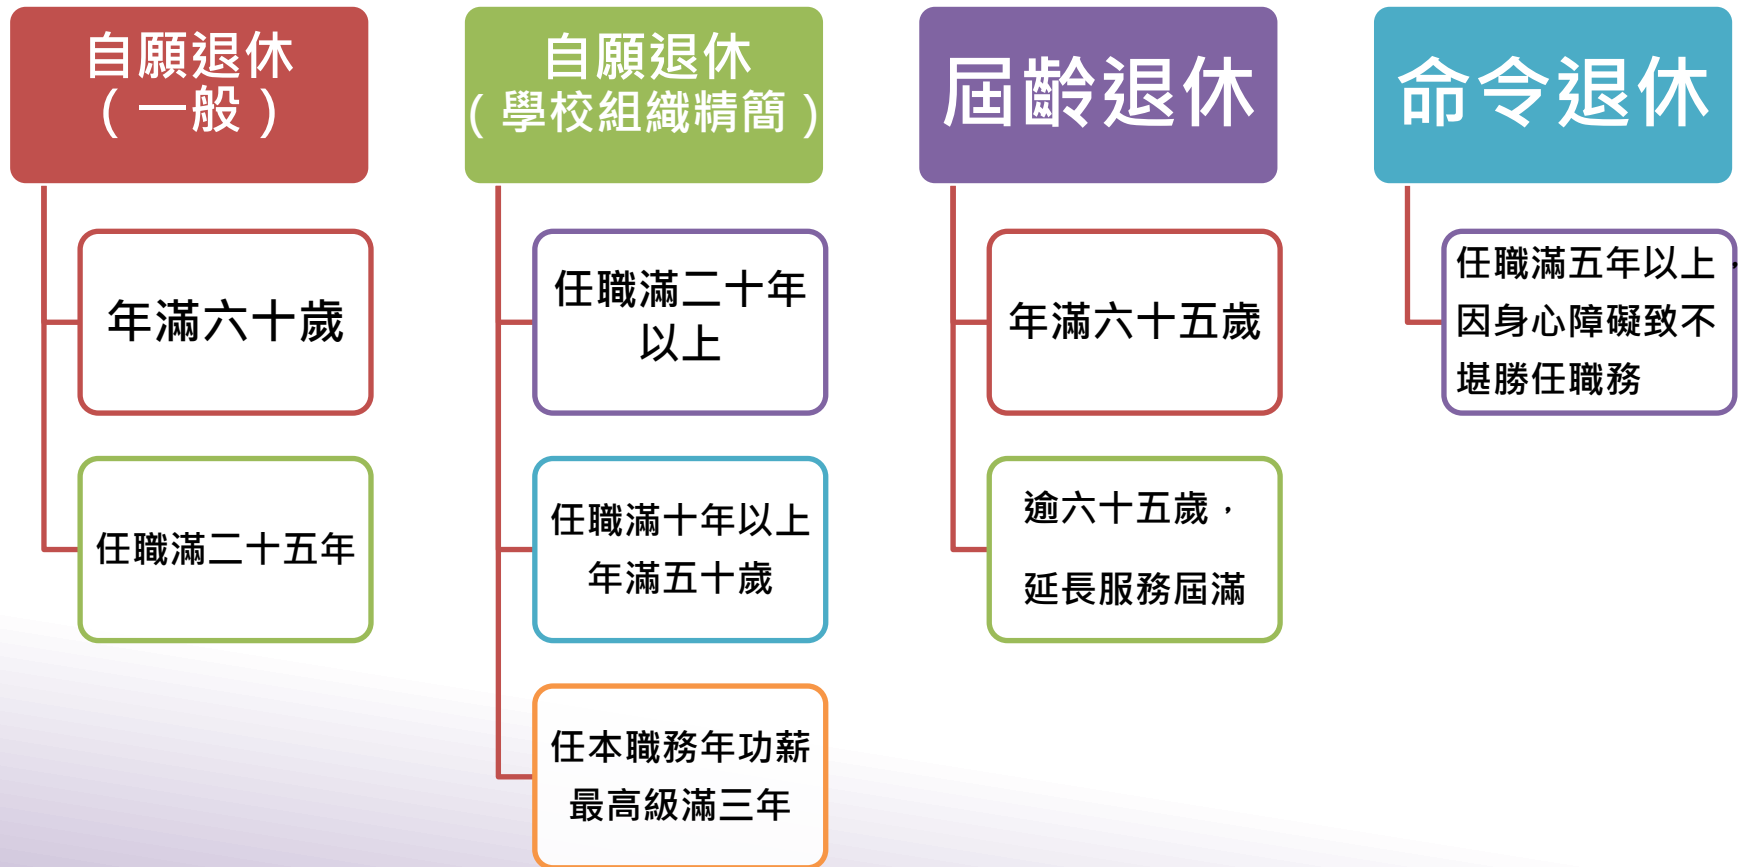 自願退休
（一般）
年滿六十歲
任職滿二十五年
自願退休
（學校組織精簡）
任職滿二十年
以上
任職滿十年以上
年滿五十歲
任本職務年功薪
最高級滿三年
屆齡退休
年滿六十五歲
逾六十五歲，
延長服務屆滿
命令退休
任職滿五年以上，
因身心障礙致不
堪勝任職務